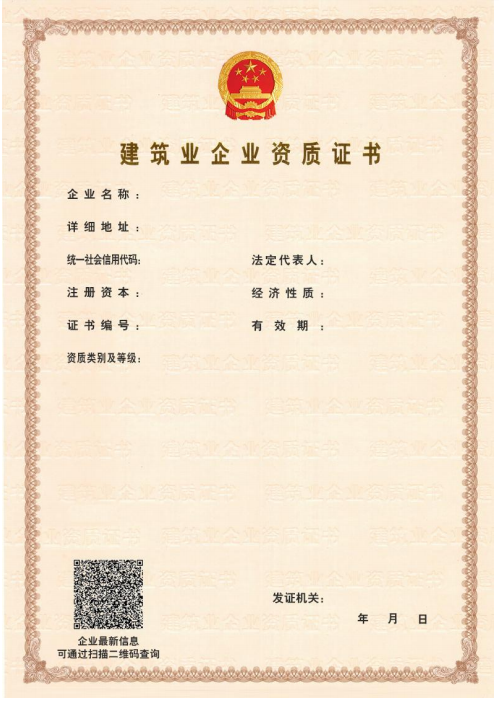 建筑业企业资质证书
企业名称：
详细地址：
统一社会信用代码： 法定代表人：
注册资本： 经济性质：
证书编号： 有效期：
资质类别及等级：
发证机关：
年 月 日
企业最新信息
可通过扫描二维码查询